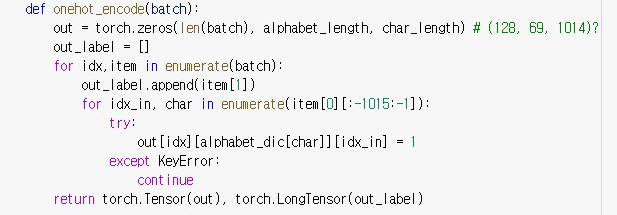 def onehot_encode(batch):
    out = torch.zeros(len(batch), alphabet_length, char_length) # (128, 69, 1014)?
    out_label = []
    for idx,item in enumerate(batch):
        out_label.append(item[1])
        for idx_in, char in enumerate(item[0][:-1015:-1]):
            try:
                out[idx][alphabet_dic[char]][idx_in] = 1
            except KeyError:
                continue
    return torch.Tensor(out), torch.LongTensor(out_label)